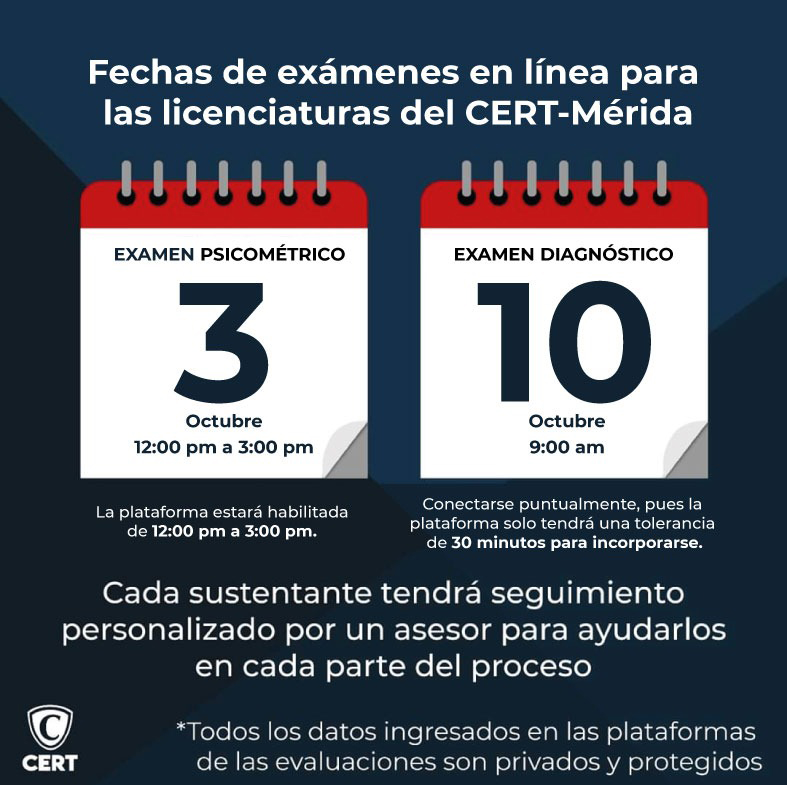 Fechas de exámenes en línea para
las licenciaturas del CERT-Mérida
EXAMEN PSICOMÉTRICO
3
Octubre
12:00 pm a 3:00 pm
La plataforma estará habilitada
de 12:00 pm a 3:00 pm.
EXAMEN DIAGNÓSTICO
10
Octubre
9:00 am
Conectarse puntualmente, pues la
plataforma solo tendrá una tolerancia
de 30 minutos para incorporarse.
Cada sustentante tendrá seguimiento
personalizado por un asesor para ayudarlos
en cada parte del proceso
C
CERT
*Todos los datos ingresados en las plataformas
de las evaluaciones son privados y protegidos